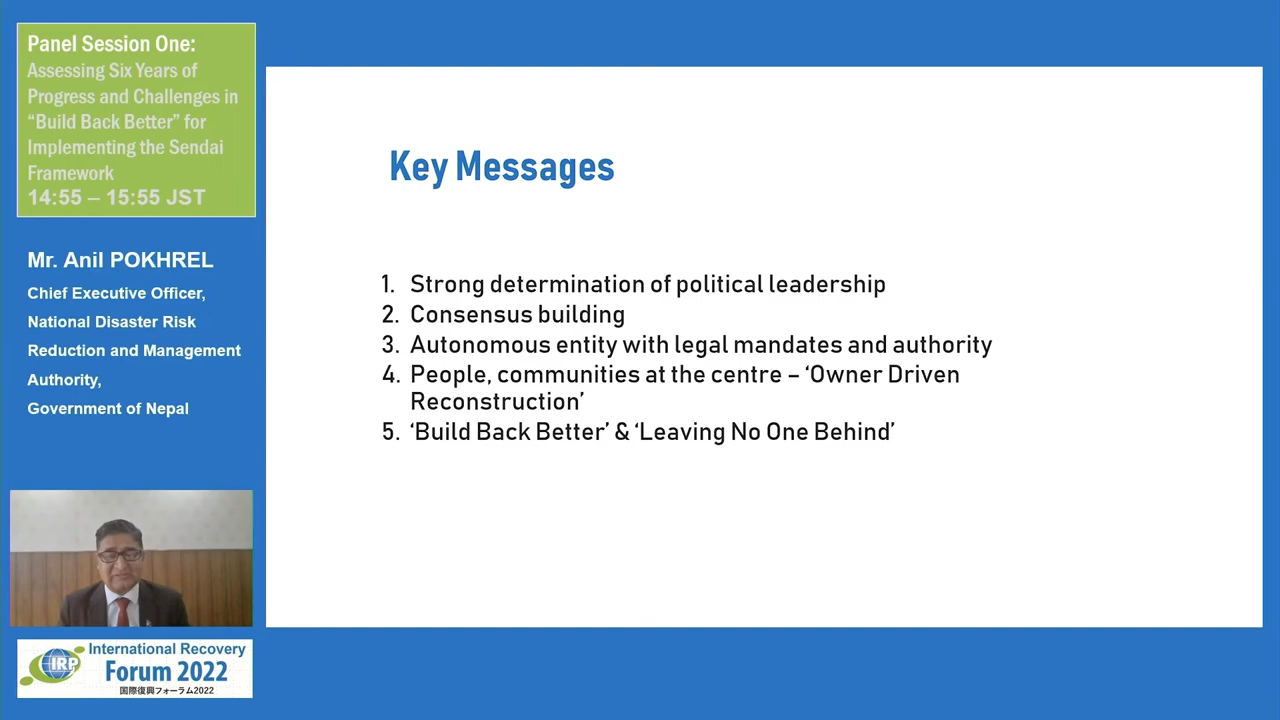 Panel Session One:
Assessing Six Years of
Progress and Challenges in
“Build Back Better” for
Implementing the Sendai
Framework
14:55 – 15:55 JST
Mr. Anil POKHREL
Chief Executive Officer,
National Disaster Risk
Reduction and Management
Authority,
Government of Nepal
IRP
International Recovery
Forum 2022
国際復興フォーラム2022
Key Messages
1. Strong determination of political leadership
2. Consensus building
3. Autonomous entity with legal mandates and authority
4. People, communities at the centre – ‘Owner Driven
Reconstruction’
5. ‘Build Back Better’ & ‘Leaving No One Behind’